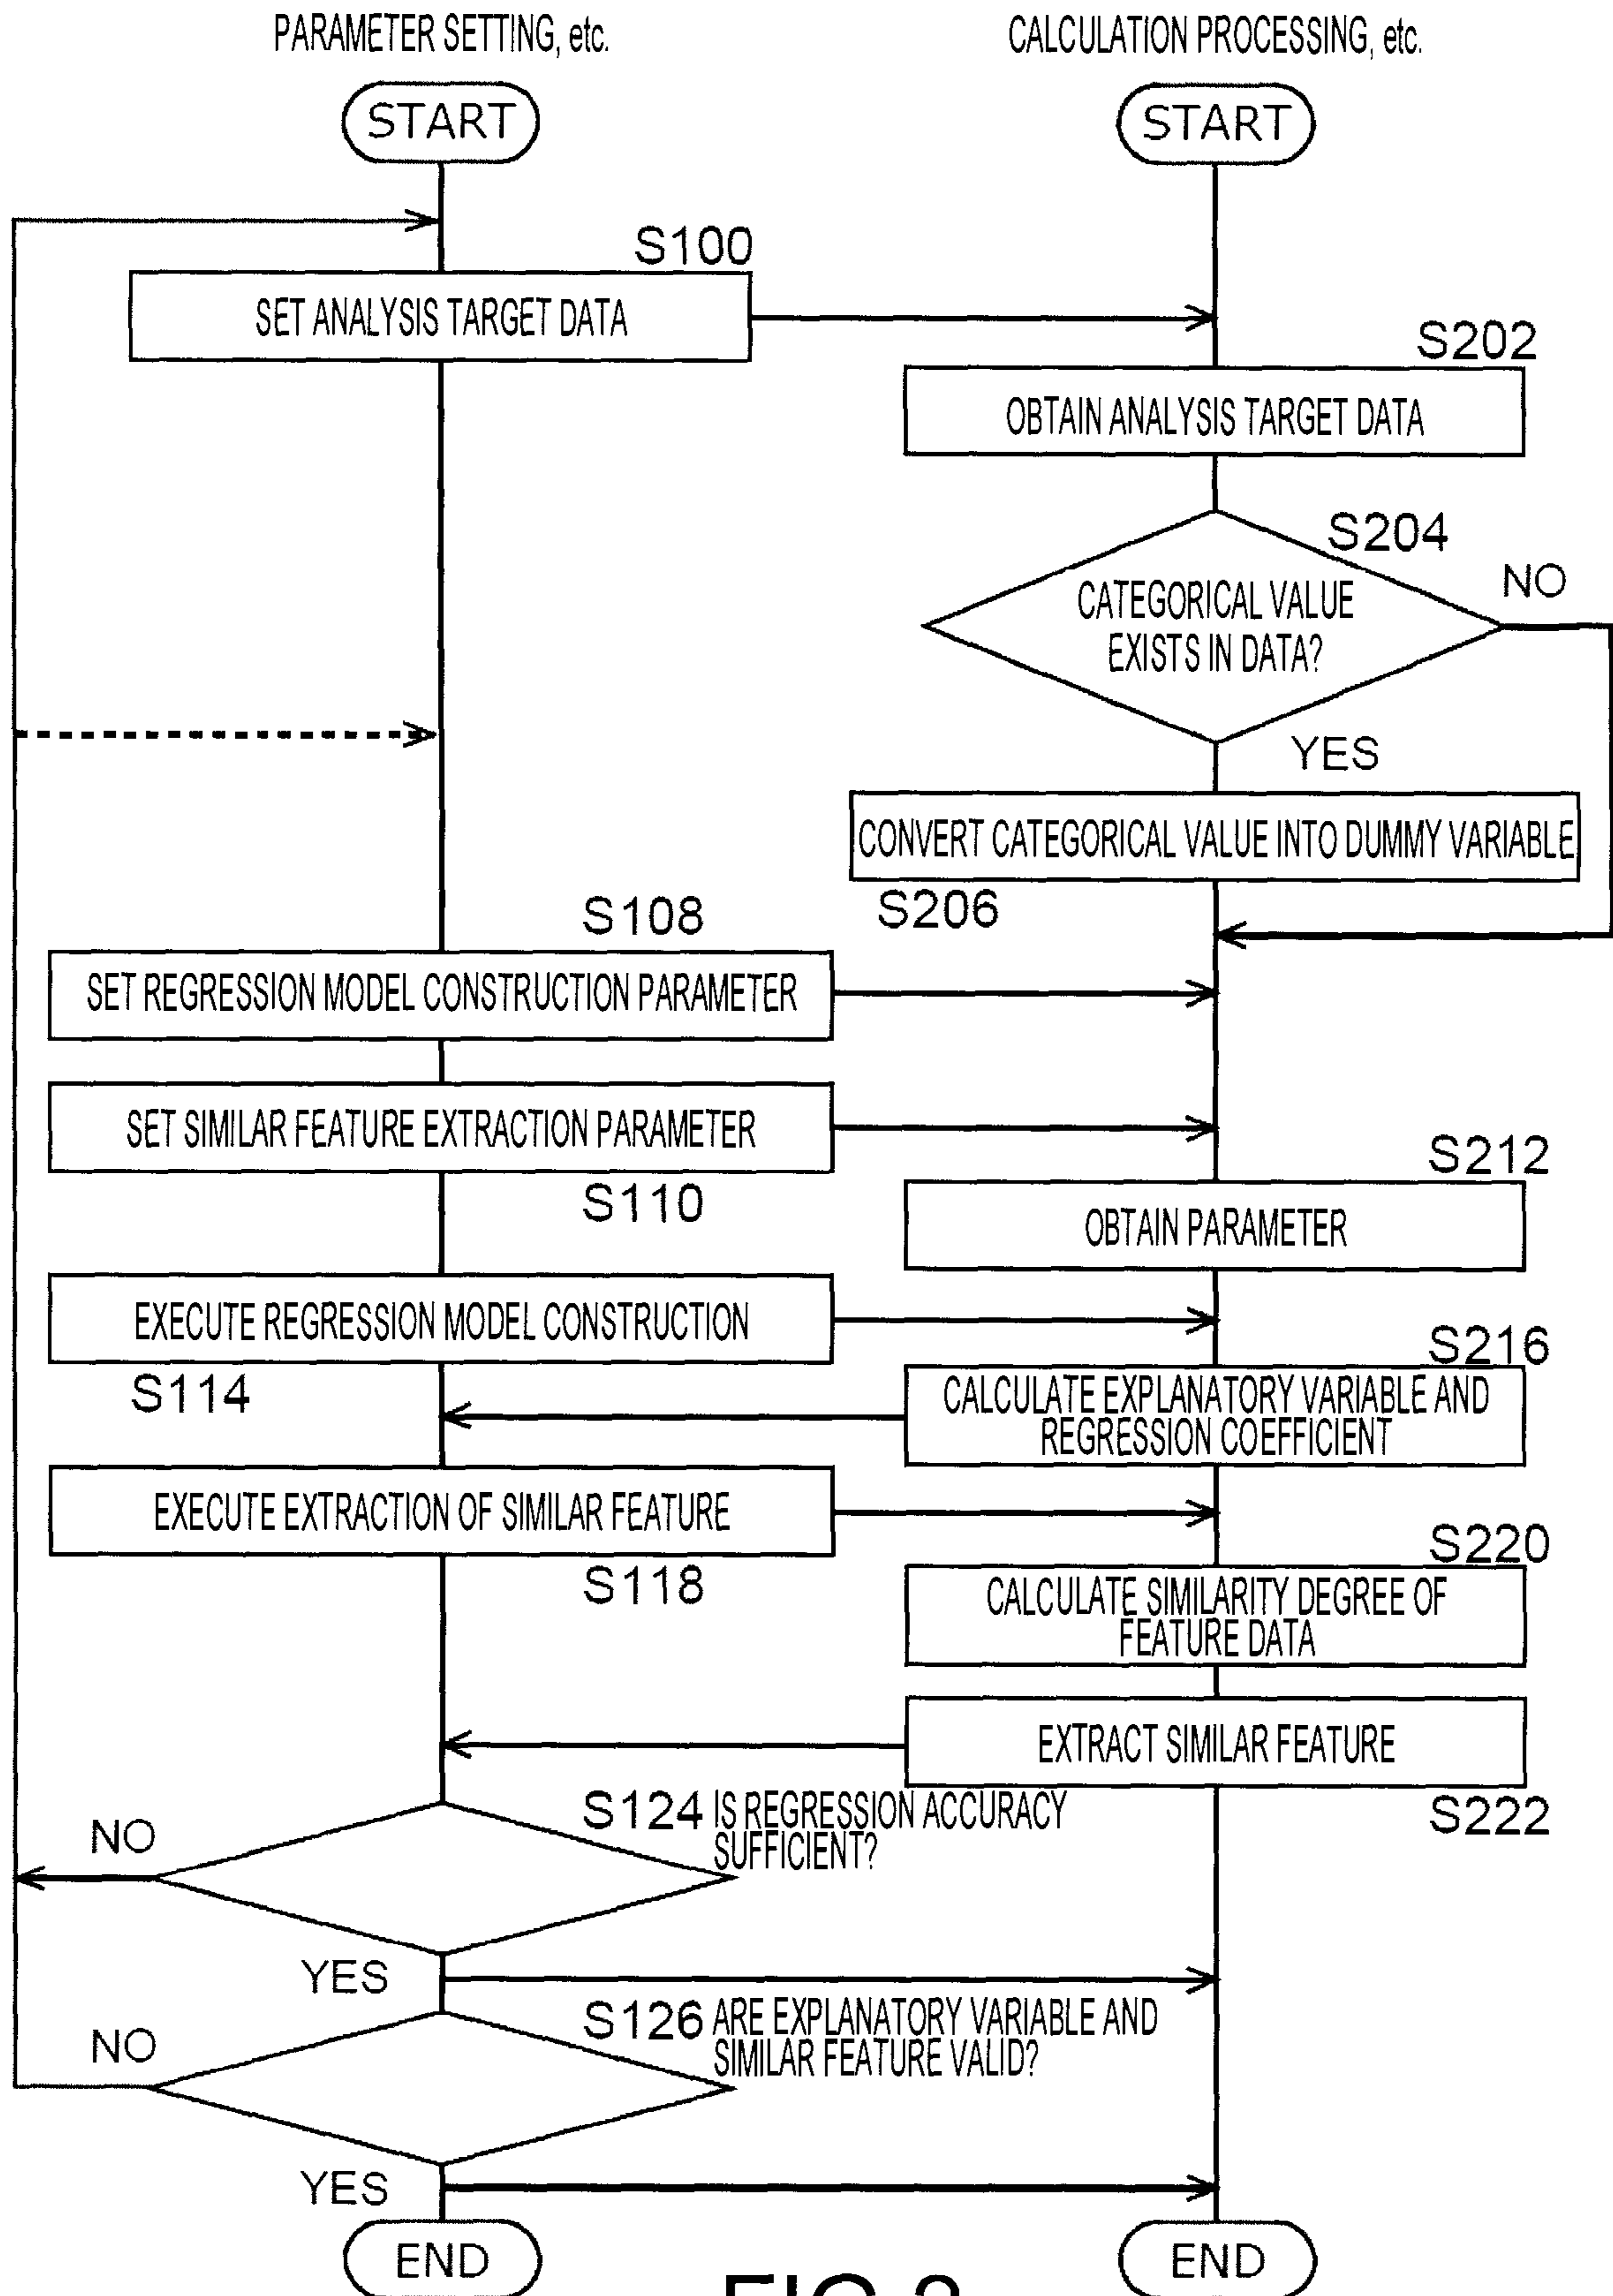 PARAMETER SETTING, etc.
CALCULATION PROCESSING, etc.
START
START
S100
SET ANALYSIS TARGET DATA
S202
OBTAIN ANALYSIS TARGET DATA
S204
CATEGORICAL VALUE
EXISTS IN DATA?
NO
YES
CONVERT CATEGORICAL VALUE INTO DUMMY VARIABLE
S206
S108
SET REGRESSION MODEL CONSTRUCTION PARAMETER
SET SIMILAR FEATURE EXTRACTION PARAMETER
S110
S212
OBTAIN PARAMETER
EXECUTE REGRESSION MODEL CONSTRUCTION
S114
S216
CALCULATE EXPLANATORY VARIABLE AND
REGRESSION COEFFICIENT
EXECUTE EXTRACTION OF SIMILAR FEATURE
S118
S220
CALCULATE SIMILARITY DEGREE OF
FEATURE DATA
EXTRACT SIMILAR FEATURE
S222
S124 IS REGRESSION ACCURACY
SUFFICIENT?
NO
YES
S126 ARE EXPLANATORY VARIABLE AND
SIMILAR FEATURE VALID?
NO
YES
END
END